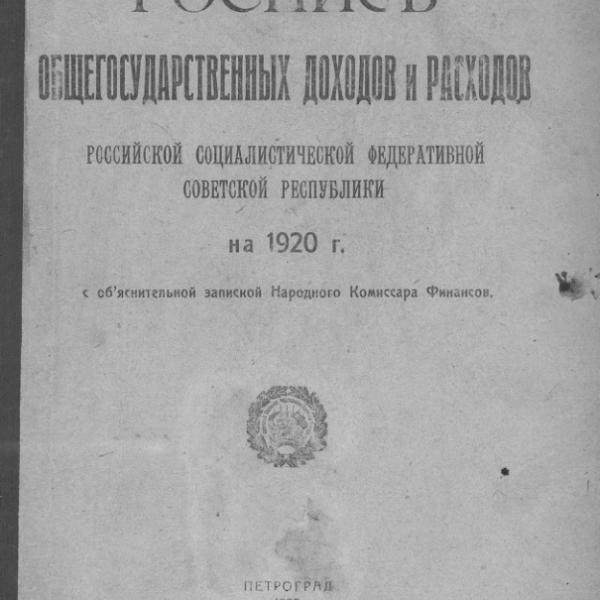 РОСПИСЬ
ОБЩЕГОСУДАРСТВЕННЫХ ДОХОДОВ и РАСХОДОВ
РОССИЙСКОЙ СОЦИАЛИСТИЧЕСКОЙ ФЕДЕРАТИВНОЙ
СОВЕТСКОЙ РЕСПУБЛИКИ
на 1920 г.
с об'яснительной запиской Народного Комиссара Финансов.
ПЕТРОГРАД